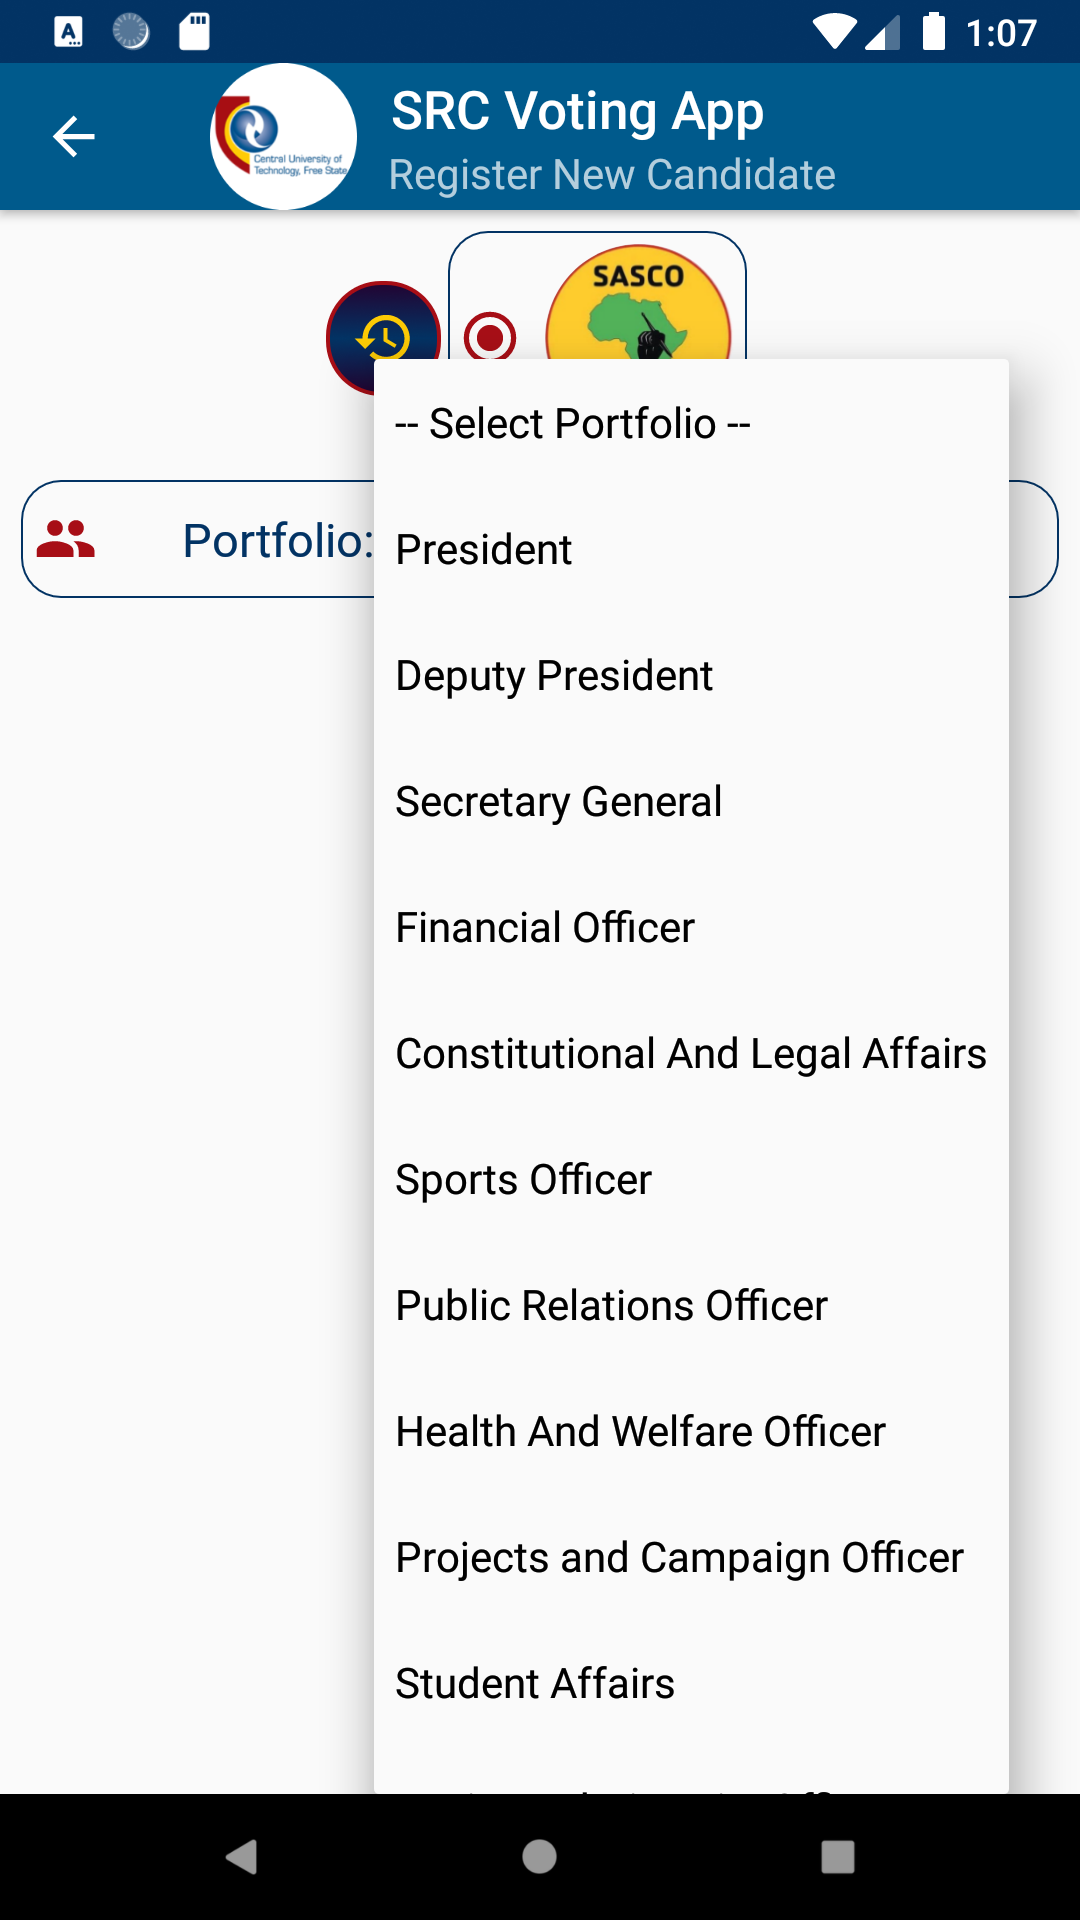 1:07
SRC Voting App
Central University of
Technology, Free State
Register New Candidate
SASCO
-- Select Portfolio --
Portfolio:
President
Deputy President
Secretary General
Financial Officer
Constitutional And Legal Affairs
Sports Officer
Public Relations Officer
Health And Welfare Officer
Projects and Campaign Officer
Student Affairs